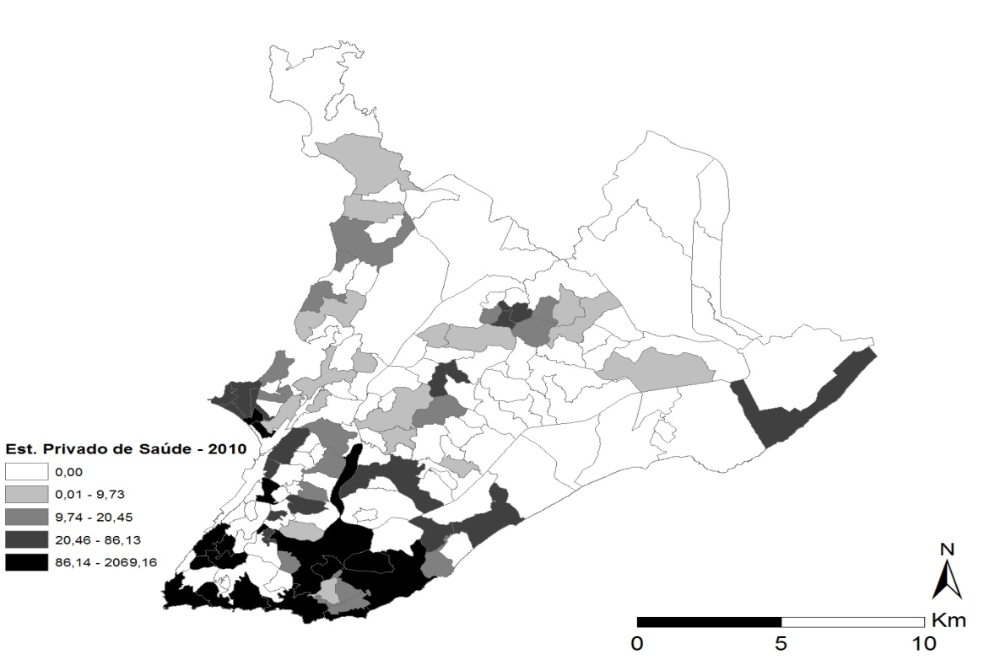 Est. Privado de Saúde - 2010
0,00
0,01 - 9,73
9,74 - 20,45
20,46 - 86,13
86,14 - 2069,16
N
Km
0 5 10